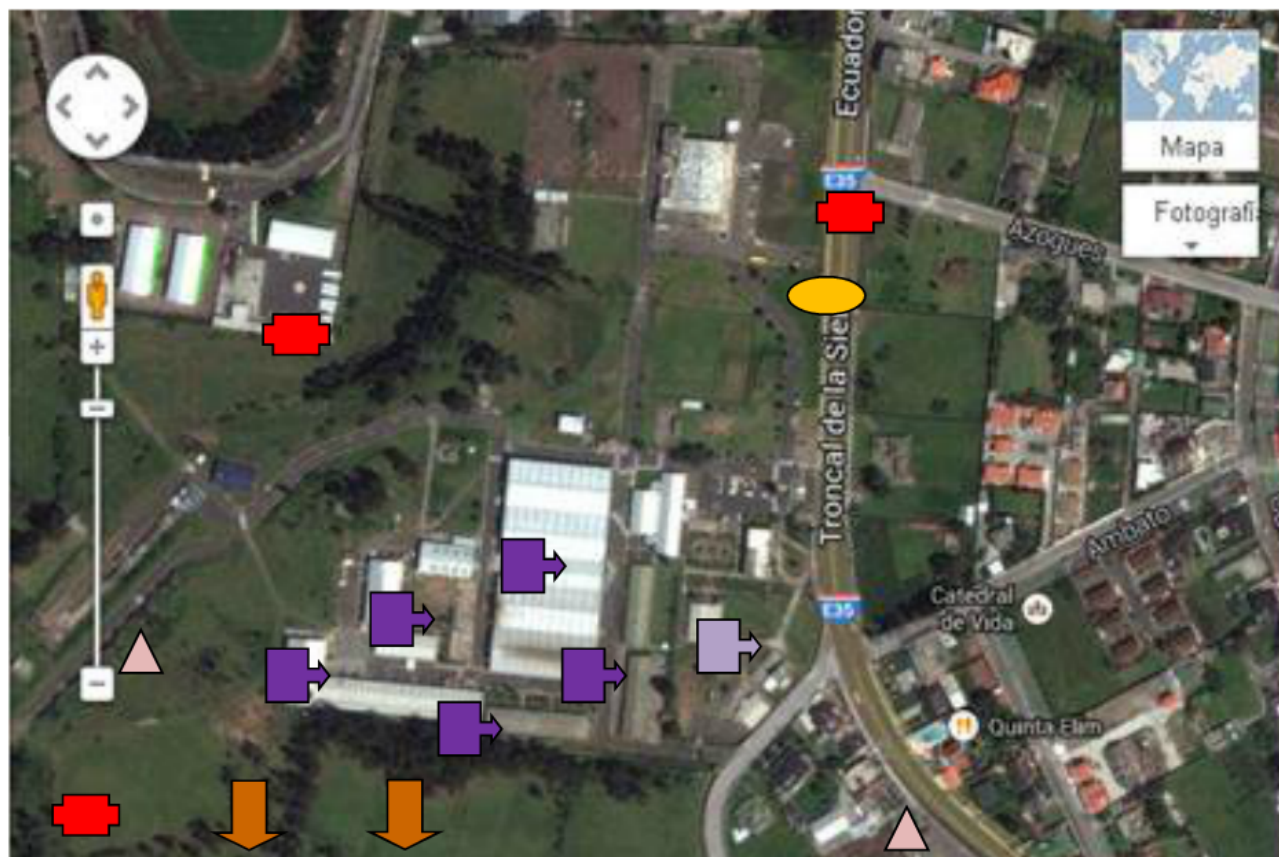 Ecuador
Mapa
E35
Fotografí
Azogues
Troncal de la Sie
Ambato
E35
Catedral
de Vida
Quinta Elim